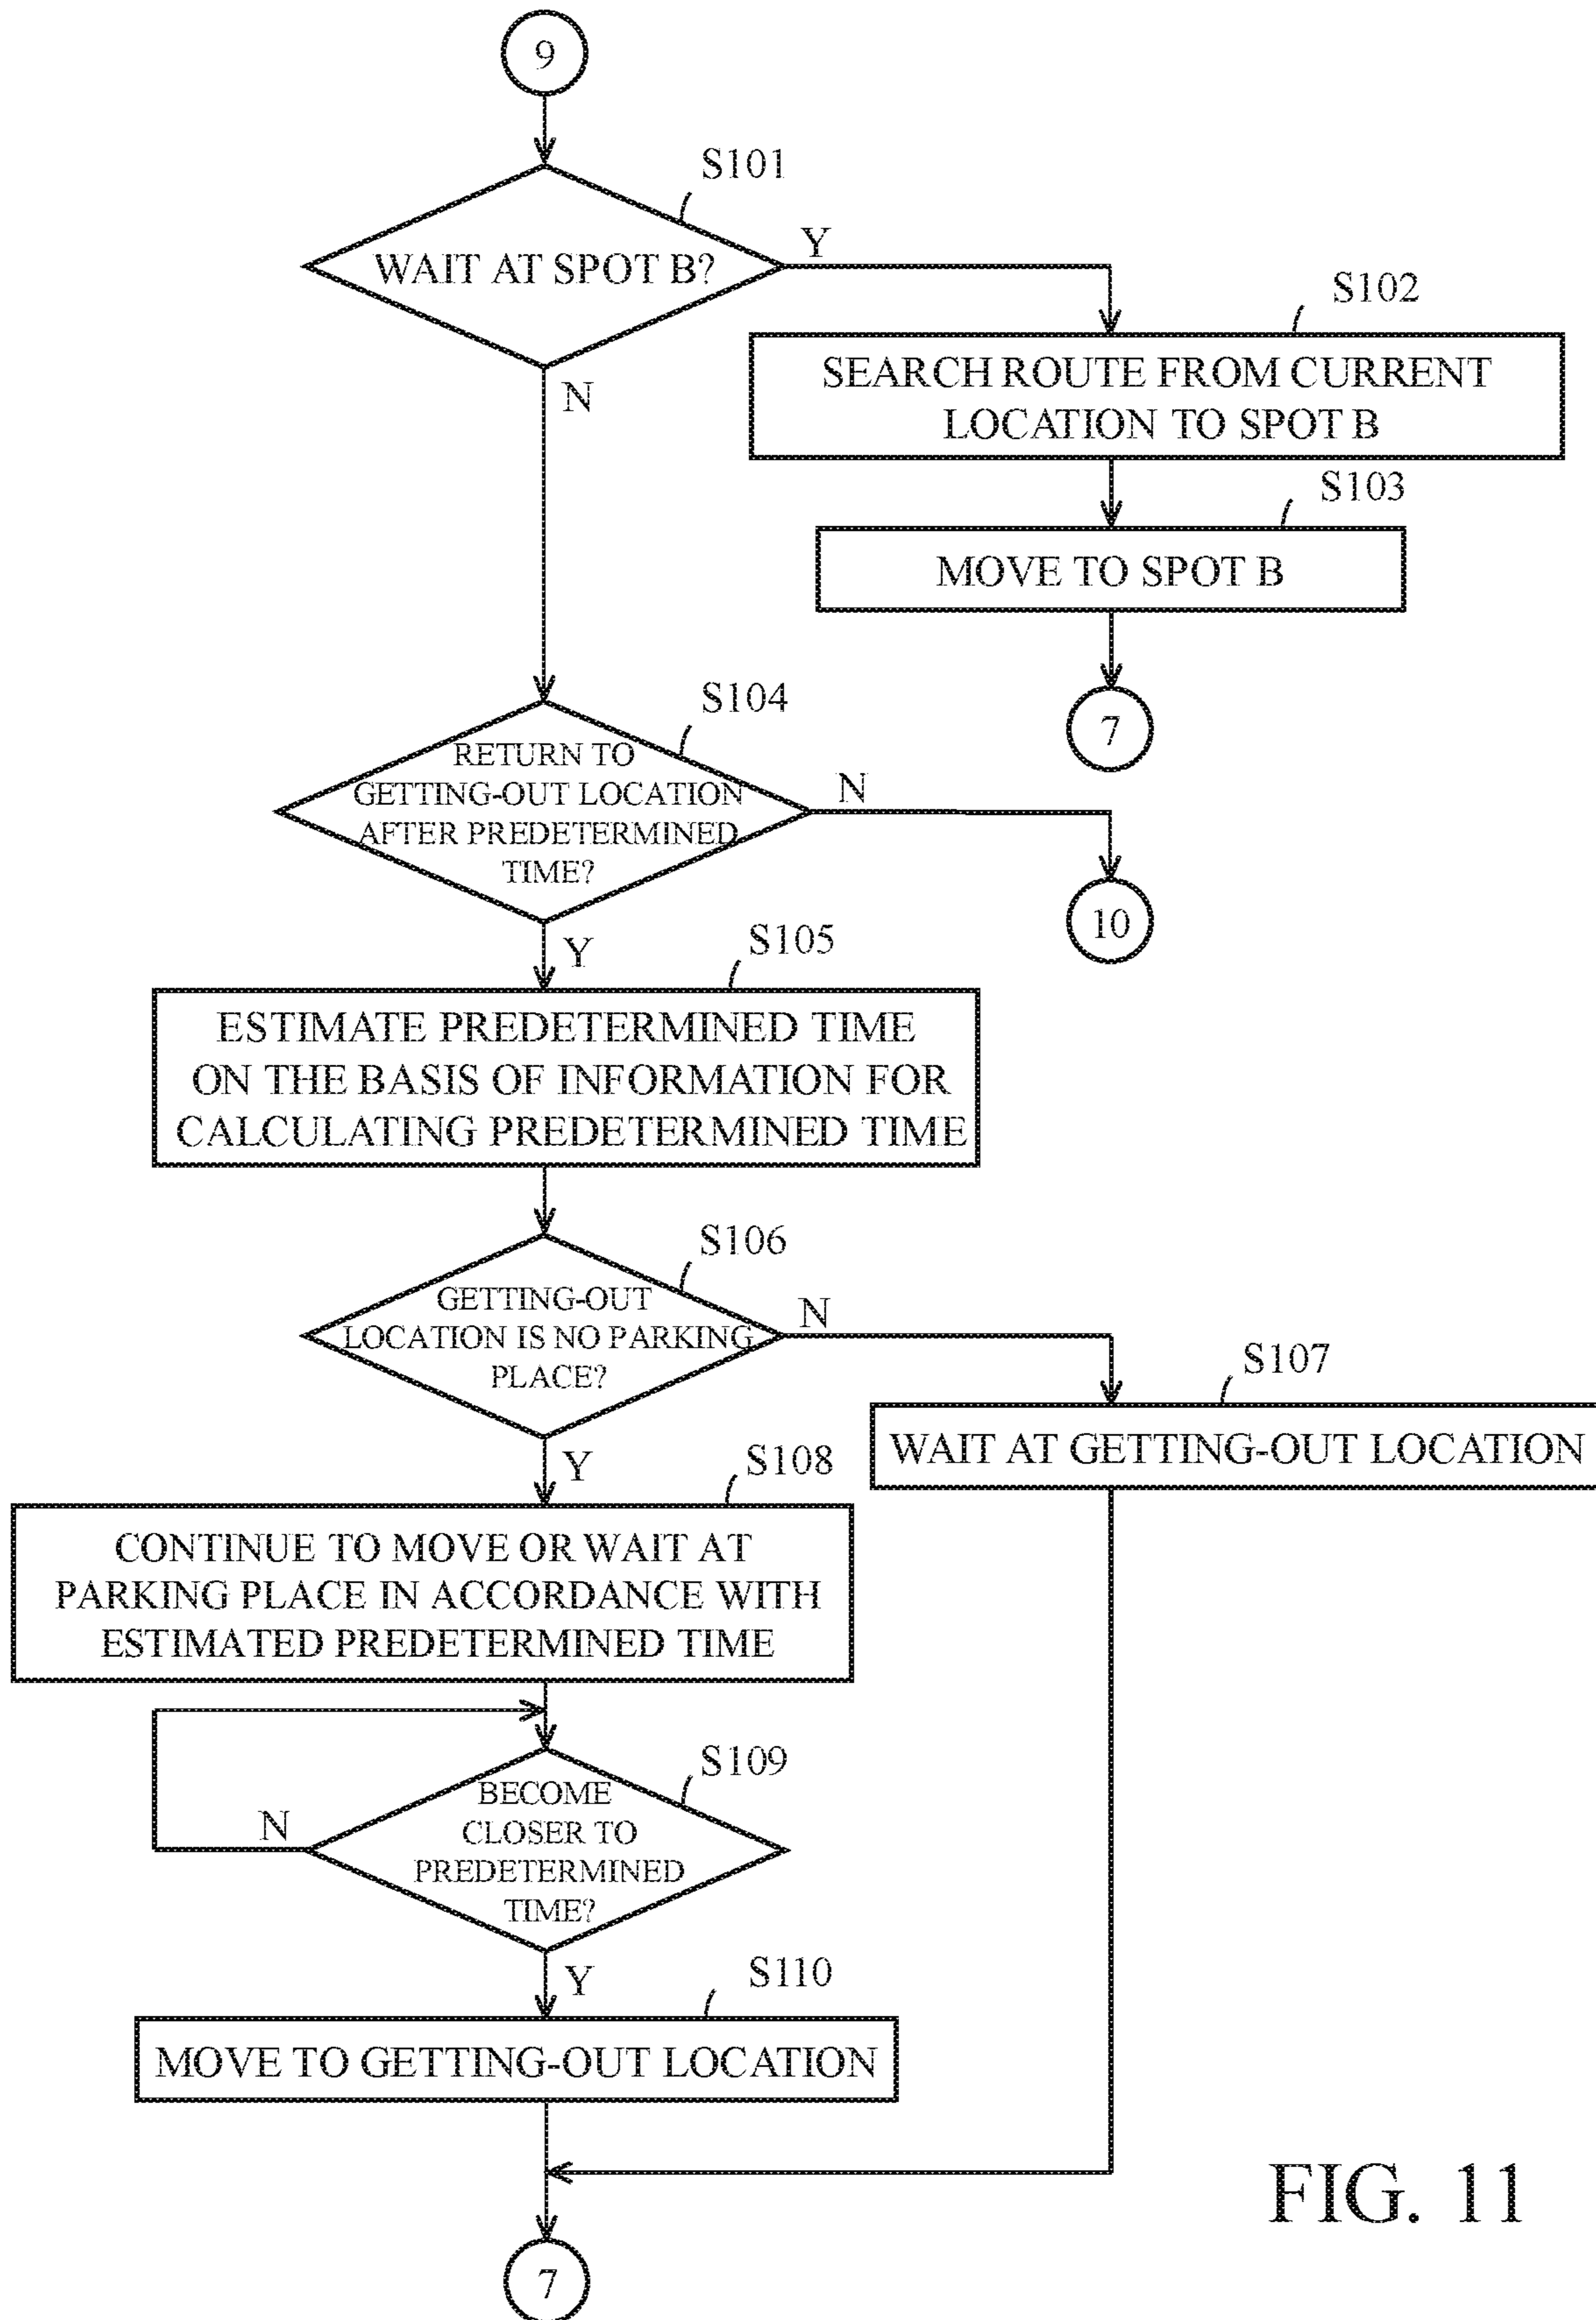 9
S101
WAIT AT SPOT B?
Y
N
S102
SEARCH ROUTE FROM CURRENT
LOCATION TO SPOT B
S103
MOVE TO SPOT B
7
S104
RETURN TO
GETTING-OUT LOCATION
AFTER PREDETERMINED
TIME?
N
10
Y
S105
ESTIMATE PREDETERMINED TIME
ON THE BASIS OF INFORMATION FOR
CALCULATING PREDETERMINED TIME
S106
GETTING-OUT
LOCATION IS NO PARKING
PLACE?
N
S107
WAIT AT GETTING-OUT LOCATION
Y
S108
CONTINUE TO MOVE OR WAIT AT
PARKING PLACE IN ACCORDANCE WITH
ESTIMATED PREDETERMINED TIME
S109
BECOME
CLOSER TO
PREDETERMINED
TIME?
N
Y
S110
MOVE TO GETTING-OUT LOCATION
7
FIG. 11